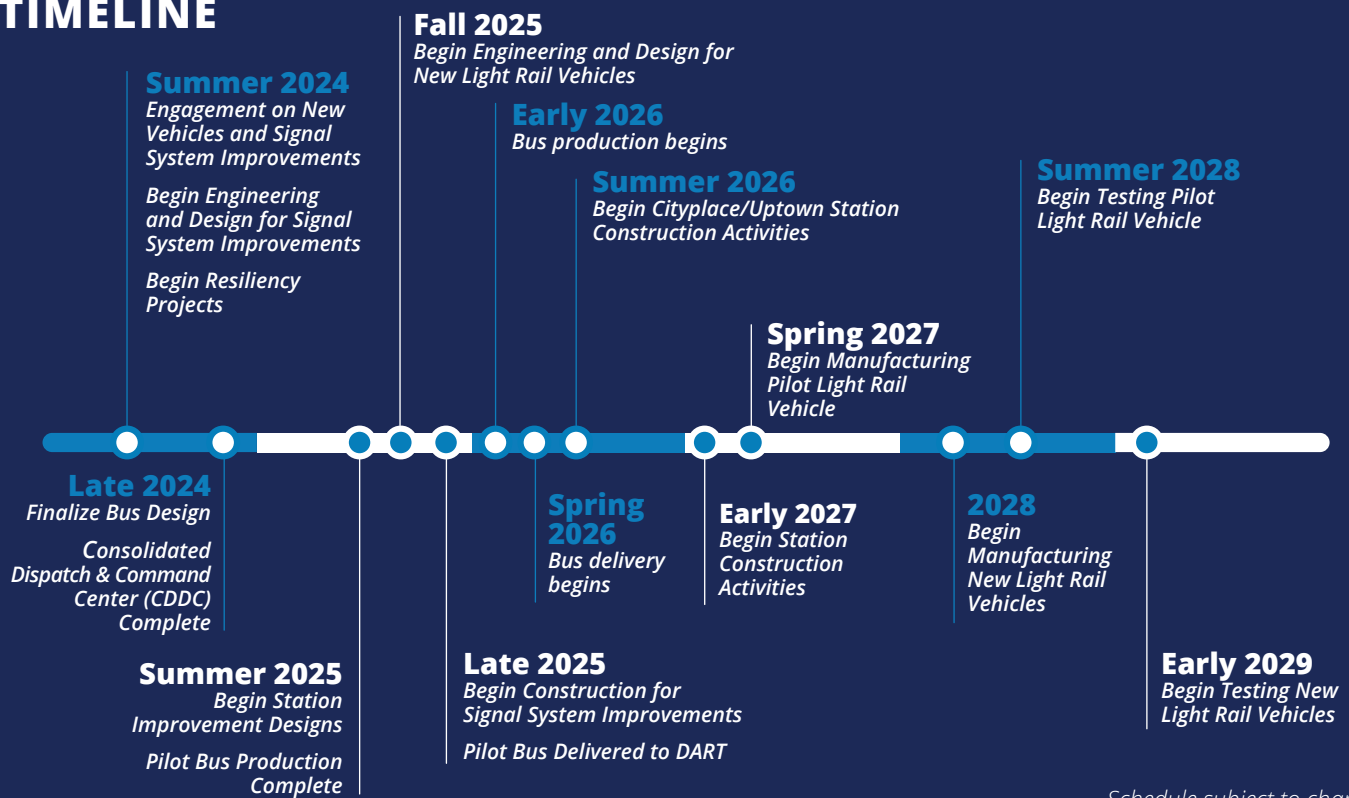 TIMELINE
Summer 2024
Engagement on New
Vehicles and Signal
System Improvements
Begin Engineering
and Design for Signal
System Improvements
Begin Resiliency
Projects
Late 2024
Finalize Bus Design
Consolidated
Dispatch & Command
Center (CDDC)
Complete
Summer 2025
Begin Station
Improvement Designs
Pilot Bus Production
Complete
Fall 2025
Begin Engineering and Design for
New Light Rail Vehicles
Late 2025
Begin Construction for
Signal System Improvements
Pilot Bus Delivered to DART
Early 2026
Bus production begins
Spring
2026
Bus delivery
begins
Summer 2026
Begin Cityplace/Uptown Station
Construction Activities
Early 2027
Begin Station
Construction
Activities
Spring 2027
Begin Manufacturing
Pilot Light Rail
Vehicle
2028
Begin
Manufacturing
New Light Rail
Vehicles
Summer 2028
Begin Testing Pilot
Light Rail Vehicle
Early 2029
Begin Testing New
Light Rail Vehicles
Schedule subject to